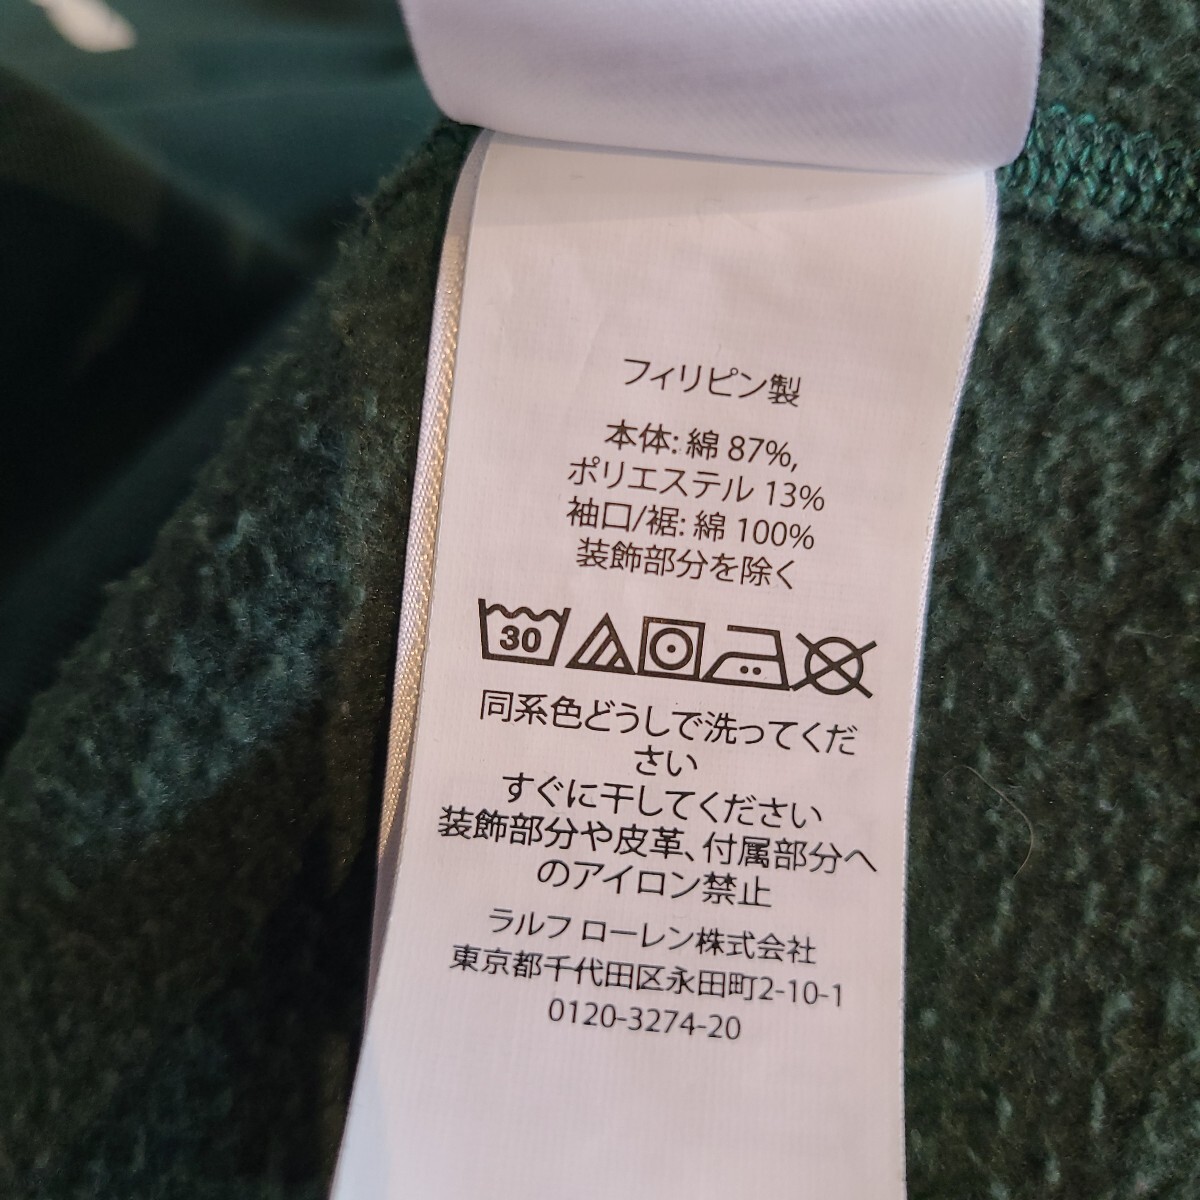 フィリピン製
本体: 綿 87%,
ポリエステル 13%
袖口/裾: 綿 100%
装飾部分を除く
30
同系色どうしで洗ってくだ
さい
すぐに干してください
装飾部分や皮革、付属部分へ
のアイロン禁止
ラルフ ローレン株式会社
東京都千代田区永田町2-10-1
0120-3274-20